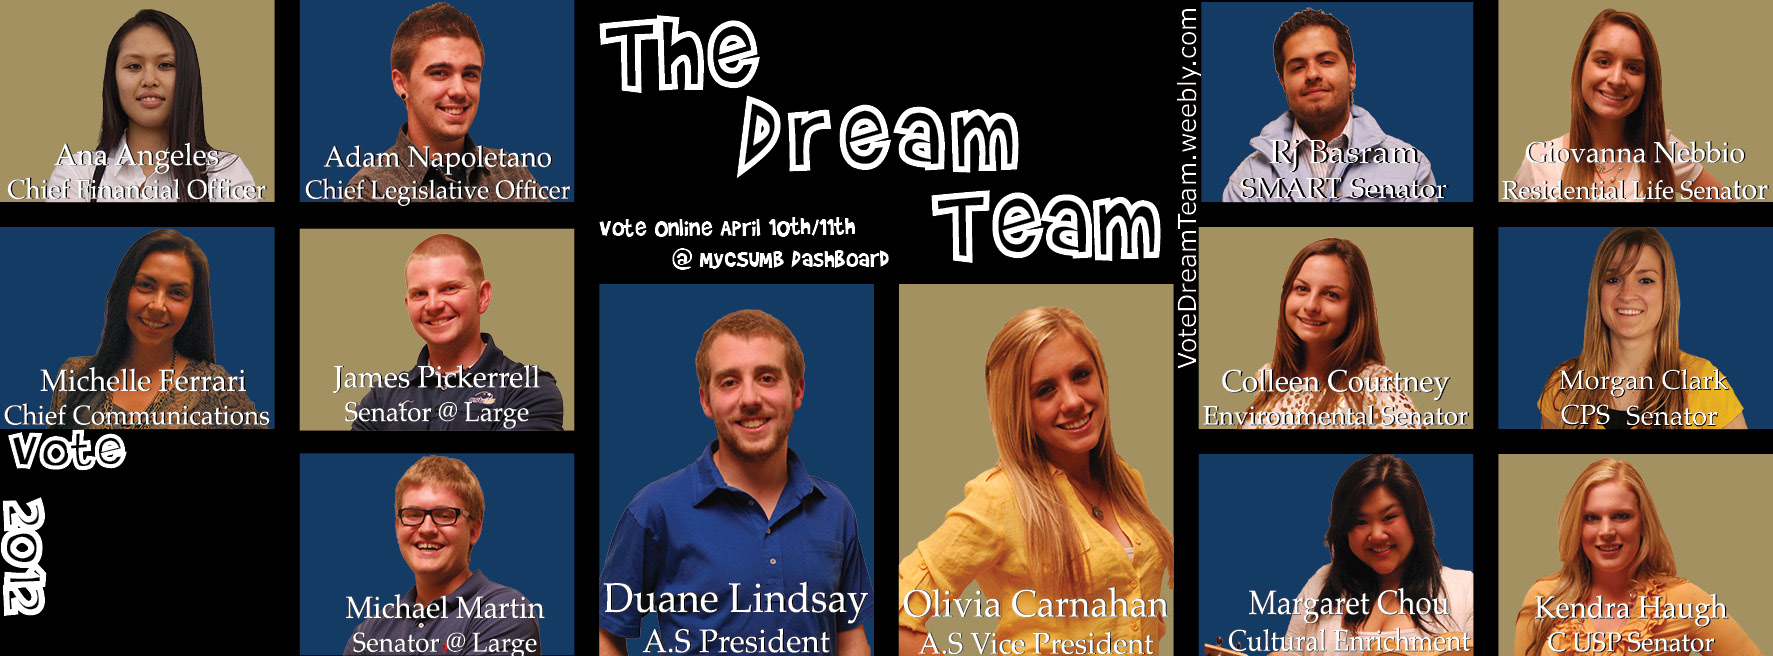 Ana Angeles
Chief Financial Officer
Adam Napoletano
Chief Legislative Officer
The
Dream
Team
Vote Online April 10th/11th
@ MYCSUMB DASHBOARD
VoteDreamTeam.weebly.com
Rj Basram
SMART Senator
Giovanna Nebbio
Residential Life Senator
Michelle Ferrari
Chief Communications
James Pickerrell
Senator @ Large
Colleen Courtney
Environmental Senator
Morgan Clark
CPS Senator
Vote
2012
Michael Martin
Senator @ Large
Duane Lindsay
A.S President
Olivia Carnahan
A.S Vice President
Margaret Chou
Cultural Enrichment
Kendra Haugh
C USP Senator